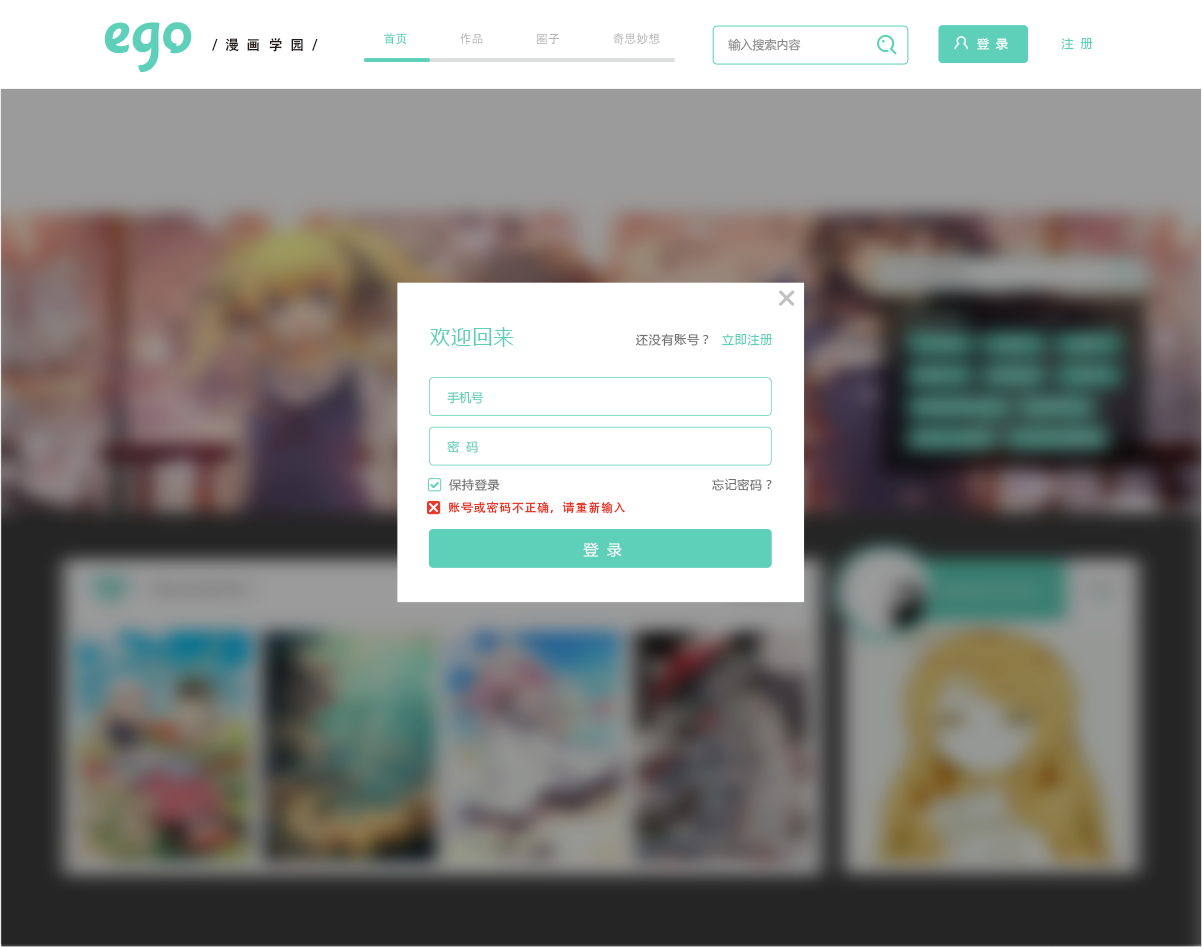 ego
/ 漫画学园 /
首页 作品 圈子 奇思妙想
输入搜索内容
登录
注册
欢迎回来
还没有账号？ 立即注册
手机号
密码
保持登录
忘记密码？
账号或密码不正确，请重新输入
登录